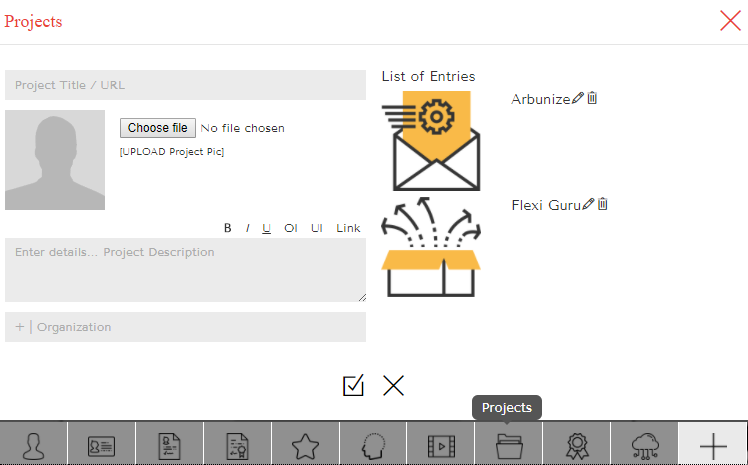 Projects
Project Title / URL
Choose file No file chosen
[UPLOAD Project Pic]
B I U Ol Ul Link
Enter details... Project Description
+ | Organization
List of Entries
Arbunize
Flexi Guru
Projects